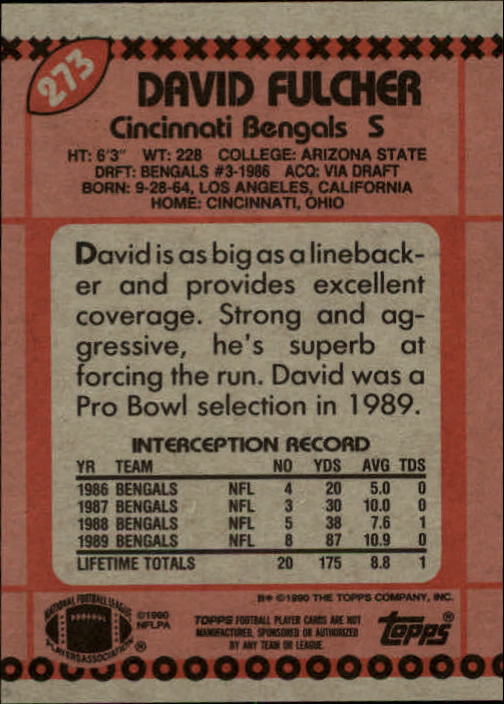 273
DAVID FULCHER
Cincinnati Bengals S
HT: 6'3" WT: 228 COLLEGE: ARIZONA STATE
DRFT: BENGALS #3-1986 ACQ: VIA DRAFT
BORN: 9-28-64, LOS ANGELES, CALIFORNIA
HOME: CINCINNATI, OHIO
David is as big as a lineback-
er and provides excellent
coverage. Strong and ag-
gressive, he's superb at
forcing the run. David was a
Pro Bowl selection in 1989.
INTERCEPTION RECORD
YR TEAM NO YDS AVG TDS
1986 BENGALS NFL 4 20 5.0 0
1987 BENGALS NFL 3 30 10.0 0
1988 BENGALS NFL 5 38 7.6 1
1989 BENGALS NFL 8 87 10.9 0
LIFETIME TOTALS 20 175 8.8 1
B* ©1990 THE TOPPS COMPANY, INC.
NATIONAL FOOTBALL LEAGUE
PLAYERS ASSOCIATION ®
©1990
NFLPA
TOPPS FOOTBALL PLAYER CARDS ARE NOT
MANUFACTURED, SPONSORED OR AUTHORIZED
BY ANY TEAM OR LEAGUE.
topps®